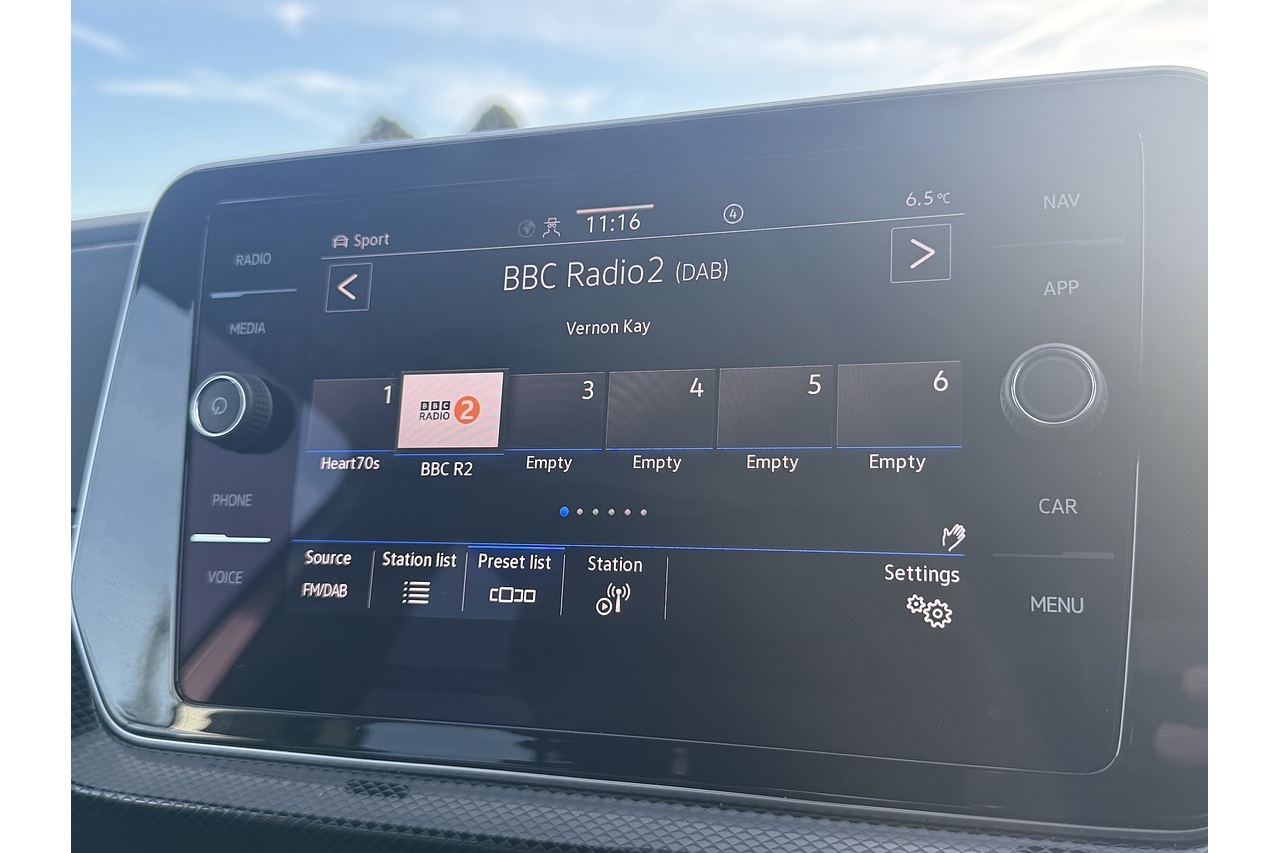 6.5°C
NAV
11:16
4
Sport
RADIO
BBC Radio2 (DAB)
APP
MEDIA
Vernon Kay
1
BBC
RADIO 2
3
4
5
6
Heart70s
BBC R2
Empty
Empty
Empty
Empty
PHONE
CAR
Source
FM/DAB
Station list
Preset list
Station
Settings
VOICE
MENU